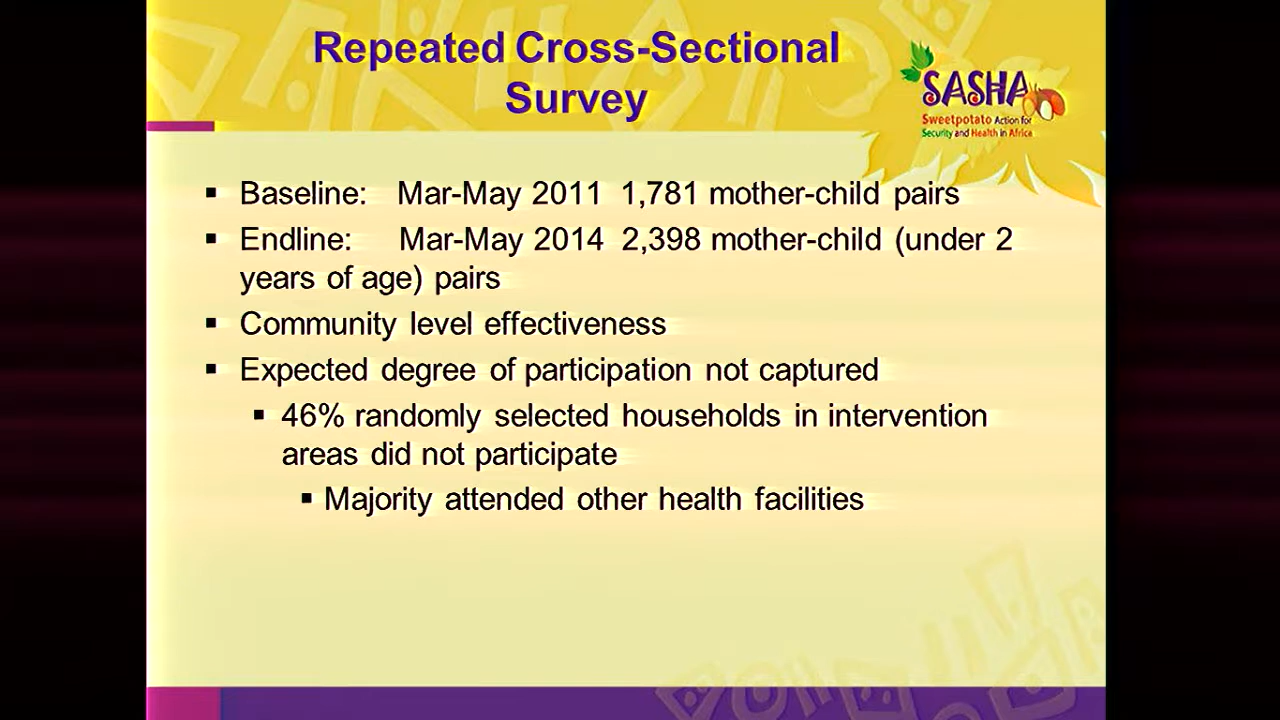 Repeated Cross-Sectional
Survey
SASHA
Sweetpotato Action for
Security and Health in Africa
▪ Baseline: Mar-May 2011 1,781 mother-child pairs
▪ Endline: Mar-May 2014 2,398 mother-child (under 2
years of age) pairs
▪ Community level effectiveness
▪ Expected degree of participation not captured
▪ 46% randomly selected households in intervention
areas did not participate
▪ Majority attended other health facilities